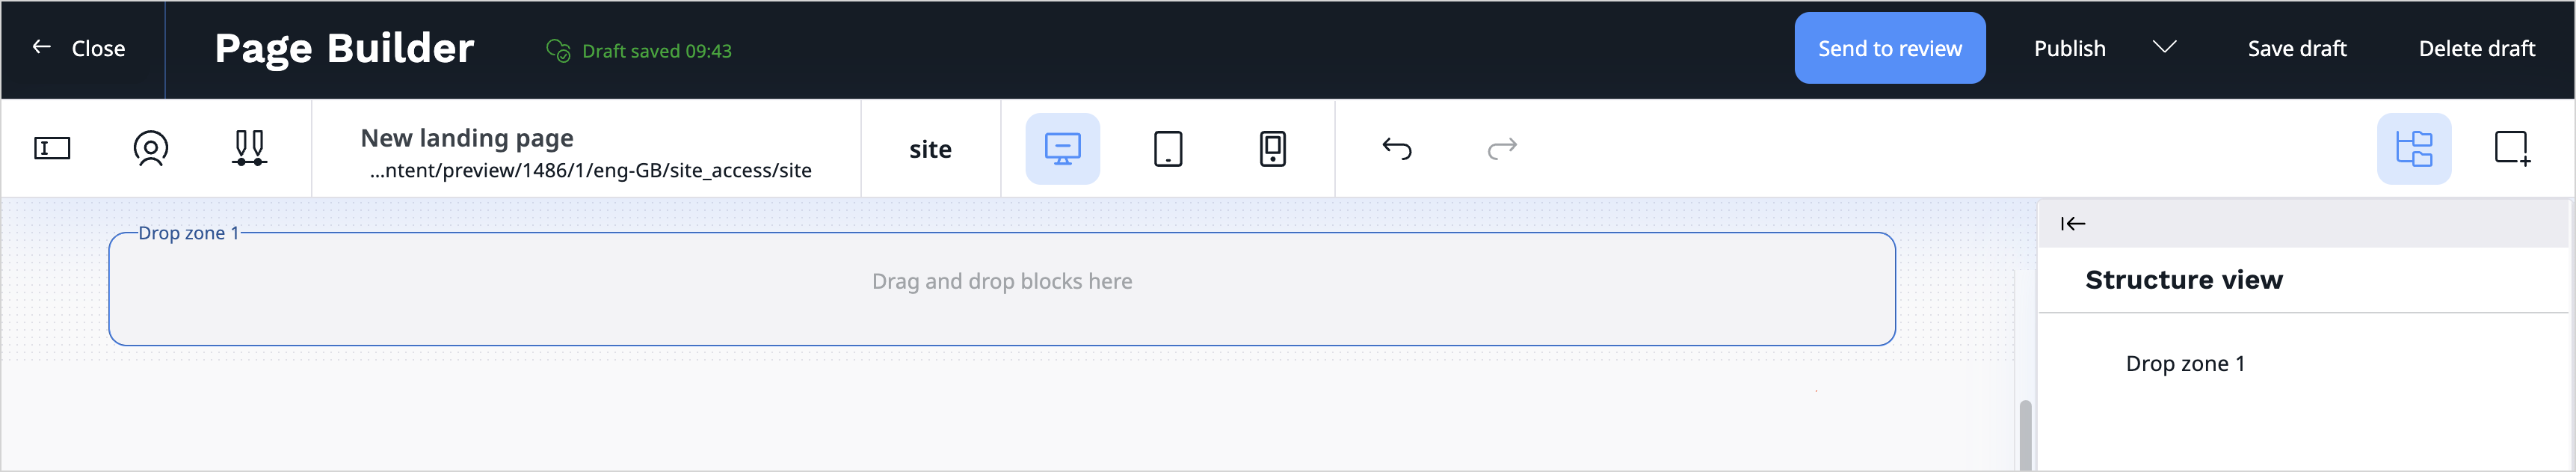 Close
Page Builder
Draft saved 09:43
Send to review
Publish
Save draft
Delete draft
New landing page
...ntent/preview/1486/1/eng-GB/site_access/site
site
Drop zone 1
Drag and drop blocks here
Structure view
Drop zone 1